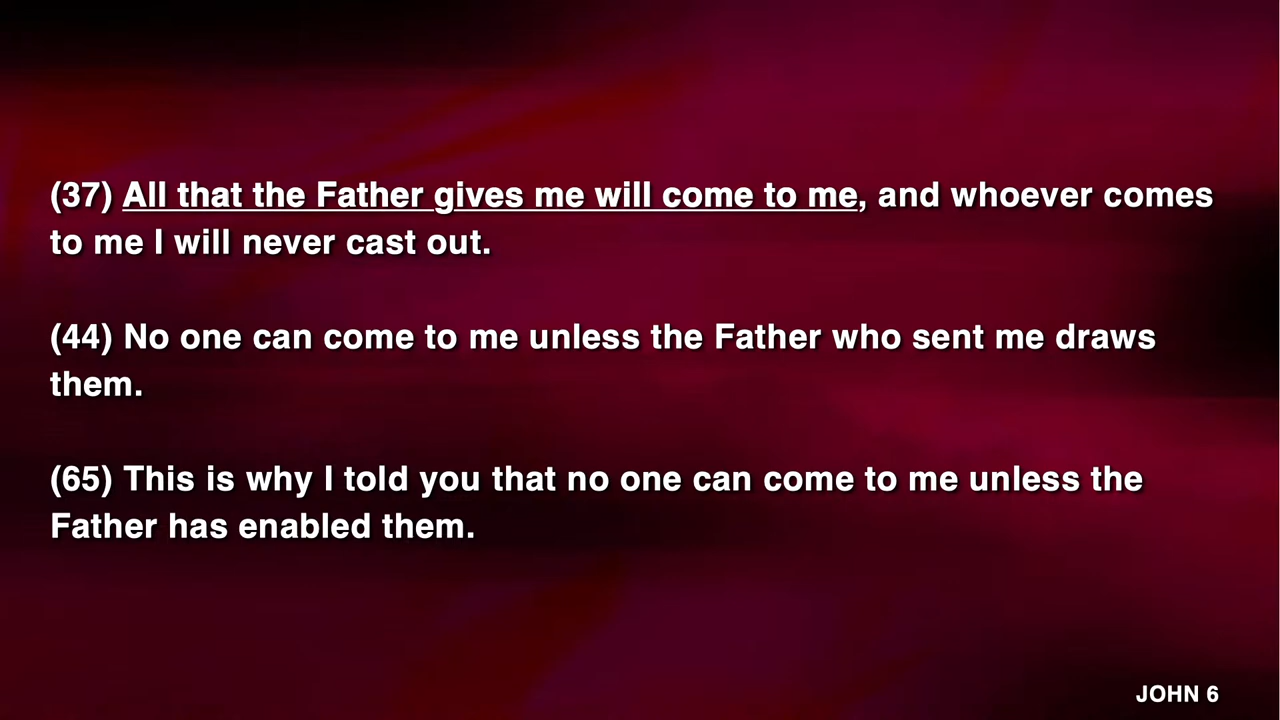 (37) All that the Father gives me will come to me, and whoever comes
to me I will never cast out.
(44) No one can come to me unless the Father who sent me draws
them.
(65) This is why I told you that no one can come to me unless the
Father has enabled them.
JOHN 6